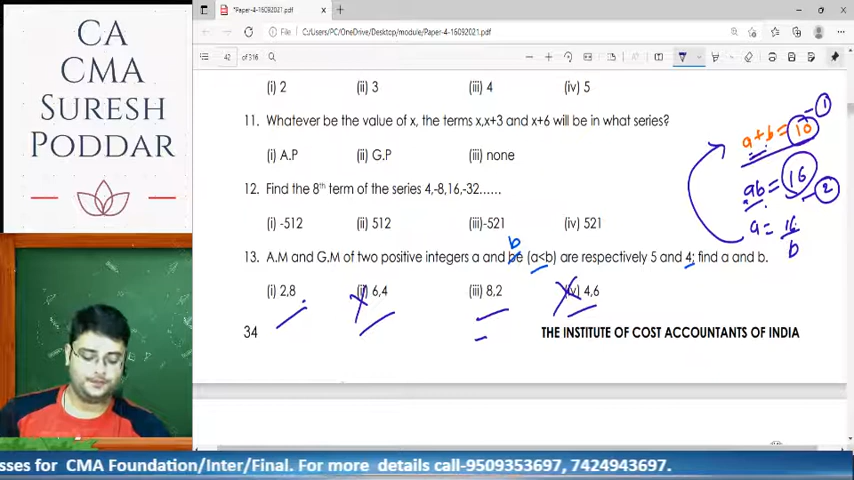 CA
CMA
SURESH
PODDAR
*Paper-4-16092021.pdf
File
C:/Users/PC/OneDrive/Desktop/module/Paper-4-16092021.pdf
42 of 316
(i) 2 (ii) 3 (iii) 4 (iv) 5
11. Whatever be the value of x, the terms x,x+3 and x+6 will be in what series?
(i) A.P (ii) G.P (iii) none
12. Find the 8th term of the series 4,-8,16,-32......
(i) -512 (ii) 512 (iii)-521 (iv) 521
b
13. A.M and G.M of two positive integers a and be (a<b) are respectively 5 and 4; find a and b.
(i) 2,8 (ii) 6,4 (iii) 8,2 (iv) 4,6
34 THE INSTITUTE OF COST ACCOUNTANTS OF INDIA
a+b=10 -1
ab=16 -2
a=16/b
sses for CMA Foundation/Inter/Final. For more details call-9509353697, 7424943697.